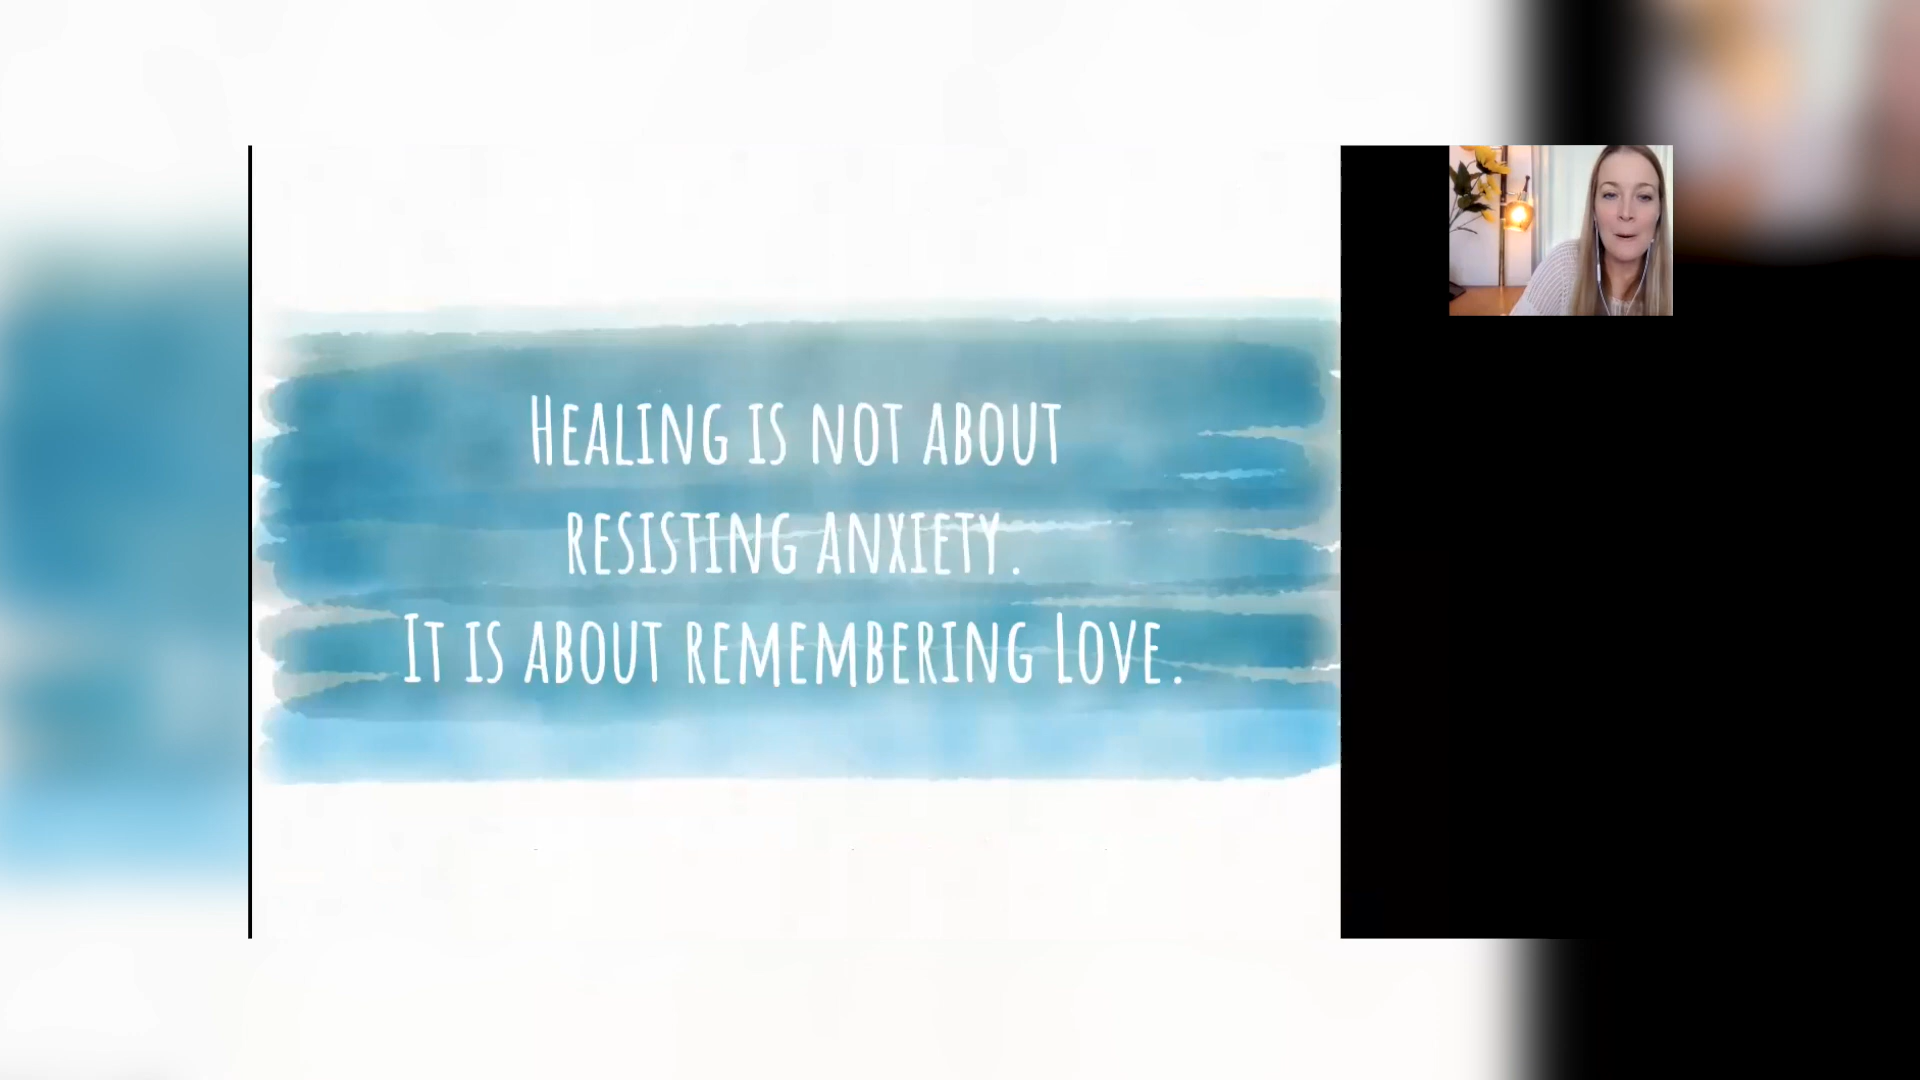 Healing is not about
resisting anxiety.
It is about remembering Love.